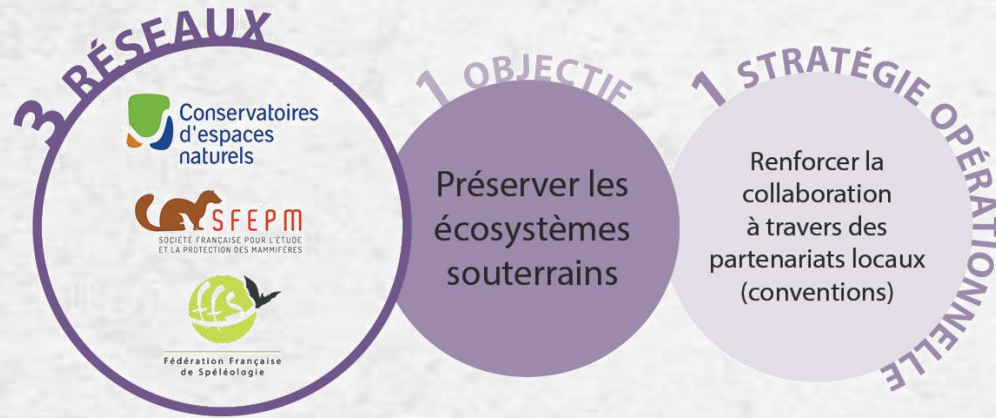 3 RÉSEAUX
Conservatoires
d'espaces
naturels
SFEPM
SOCIÉTÉ FRANÇAISE POUR L'ÉTUDE
ET LA PROTECTION DES MAMMIFÈRES
ffs
Fédération Française
de Spéléologie
1 OBJECTIF
Préserver les
écosystèmes
souterrains
1 STRATÉGIE OPÉRATIONNELLE
Renforcer la
collaboration
à travers des
partenariats locaux
(conventions)